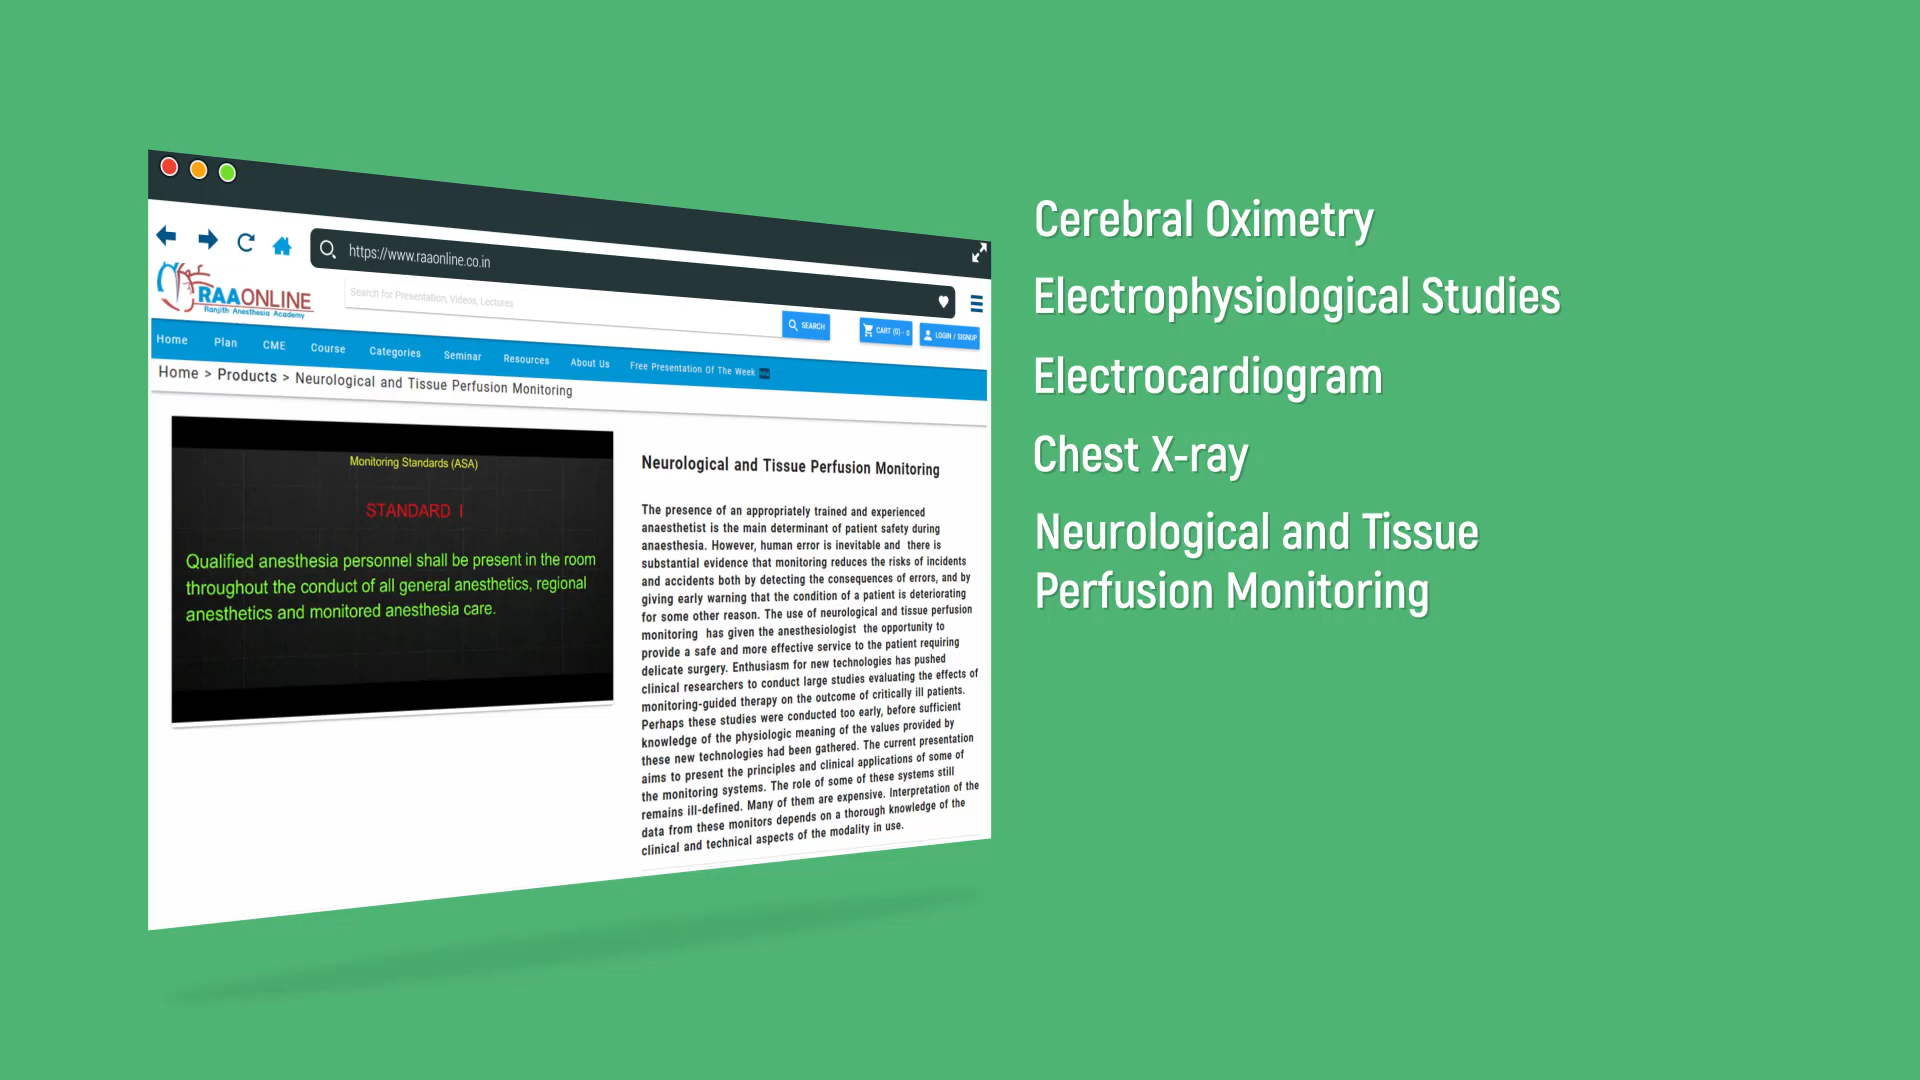 https://www.raaonline.co.in
RAAONLINE
Ranjith Anesthesia Academy
Search for Presentation, Videos, Lectures
SEARCH
CART (0) - 0
LOGIN / SIGNUP
Home Plan CME Course Categories Seminar Resources About Us Free Presentation Of The Week
Home > Products > Neurological and Tissue Perfusion Monitoring
Monitoring Standards (ASA)
STANDARD I
Qualified anesthesia personnel shall be present in the room
throughout the conduct of all general anesthetics, regional
anesthetics and monitored anesthesia care.
Neurological and Tissue Perfusion Monitoring
The presence of an appropriately trained and experienced
anaesthetist is the main determinant of patient safety during
anaesthesia. However, human error is inevitable and there is
substantial evidence that monitoring reduces the risks of incidents
and accidents both by detecting the consequences of errors, and by
giving early warning that the condition of a patient is deteriorating
for some other reason. The use of neurological and tissue perfusion
monitoring has given the anesthesiologist the opportunity to
provide a safe and more effective service to the patient requiring
delicate surgery. Enthusiasm for new technologies has pushed
clinical researchers to conduct large studies evaluating the effects of
monitoring-guided therapy on the outcome of critically ill patients.
Perhaps these studies were conducted too early, before sufficient
knowledge of the physiologic meaning of the values provided by
these new technologies had been gathered. The current presentation
aims to present the principles and clinical applications of some of
the monitoring systems. The role of some of these systems still
remains ill-defined. Many of them are expensive. Interpretation of the
data from these monitors depends on a thorough knowledge of the
clinical and technical aspects of the modality in use.
Cerebral Oximetry
Electrophysiological Studies
Electrocardiogram
Chest X-ray
Neurological and Tissue
Perfusion Monitoring